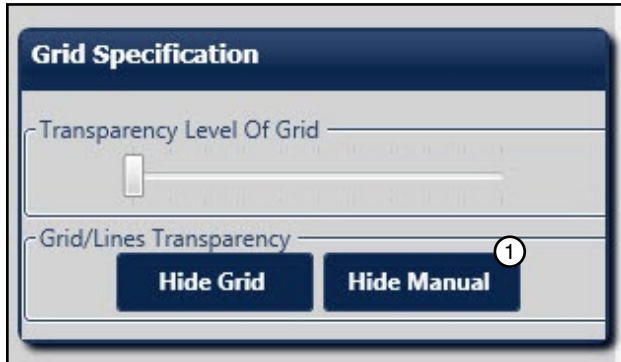 Grid Specification
Transparency Level Of Grid
Grid/Lines Transparency
1
Hide Grid
Hide Manual